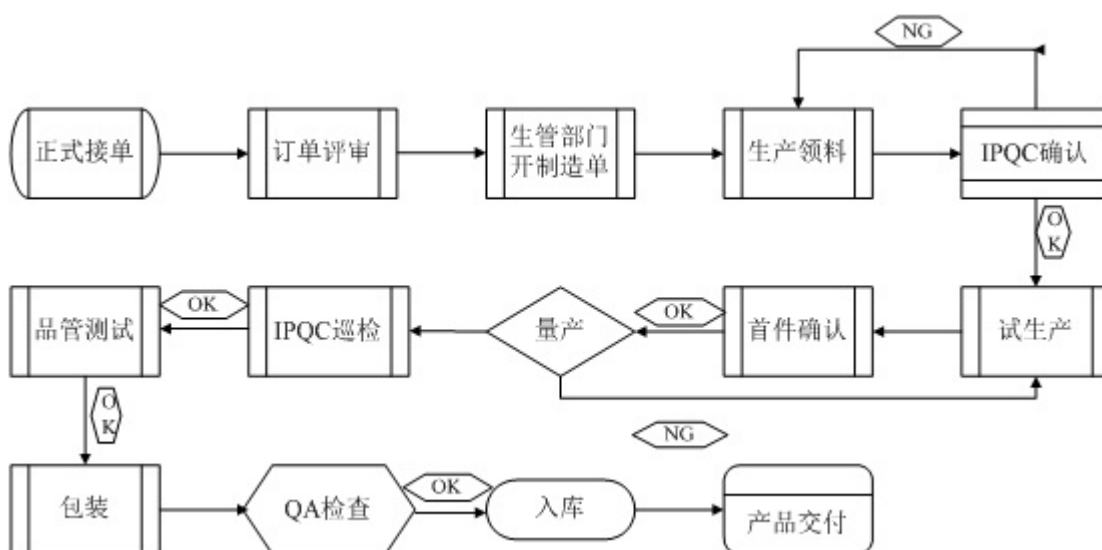 NG
正式接单
订单评审
生管部门
开制造单
生产领料
IPQC确认
O
K
品管测试
OK
IPQC巡检
量产
OK
首件确认
试生产
O
K
NG
包装
QA检查
OK
入库
产品交付